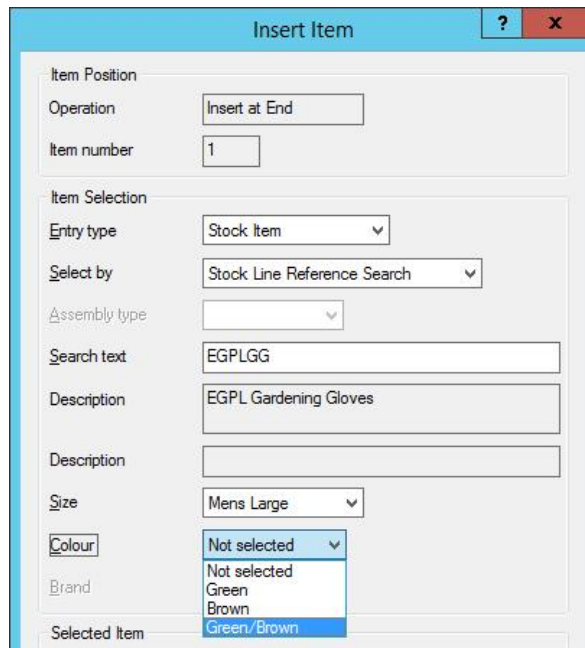 Insert Item
?
x
Item Position
Operation
Insert at End
Item number
1
Item Selection
Entry type
Stock Item
Select by
Stock Line Reference Search
Assembly type
Search text
EGPLGG
Description
EGPL Gardening Gloves
Description
Size
Mens Large
Colour
Not selected
Not selected
Green
Brown
Green/Brown
Brand
Selected Item